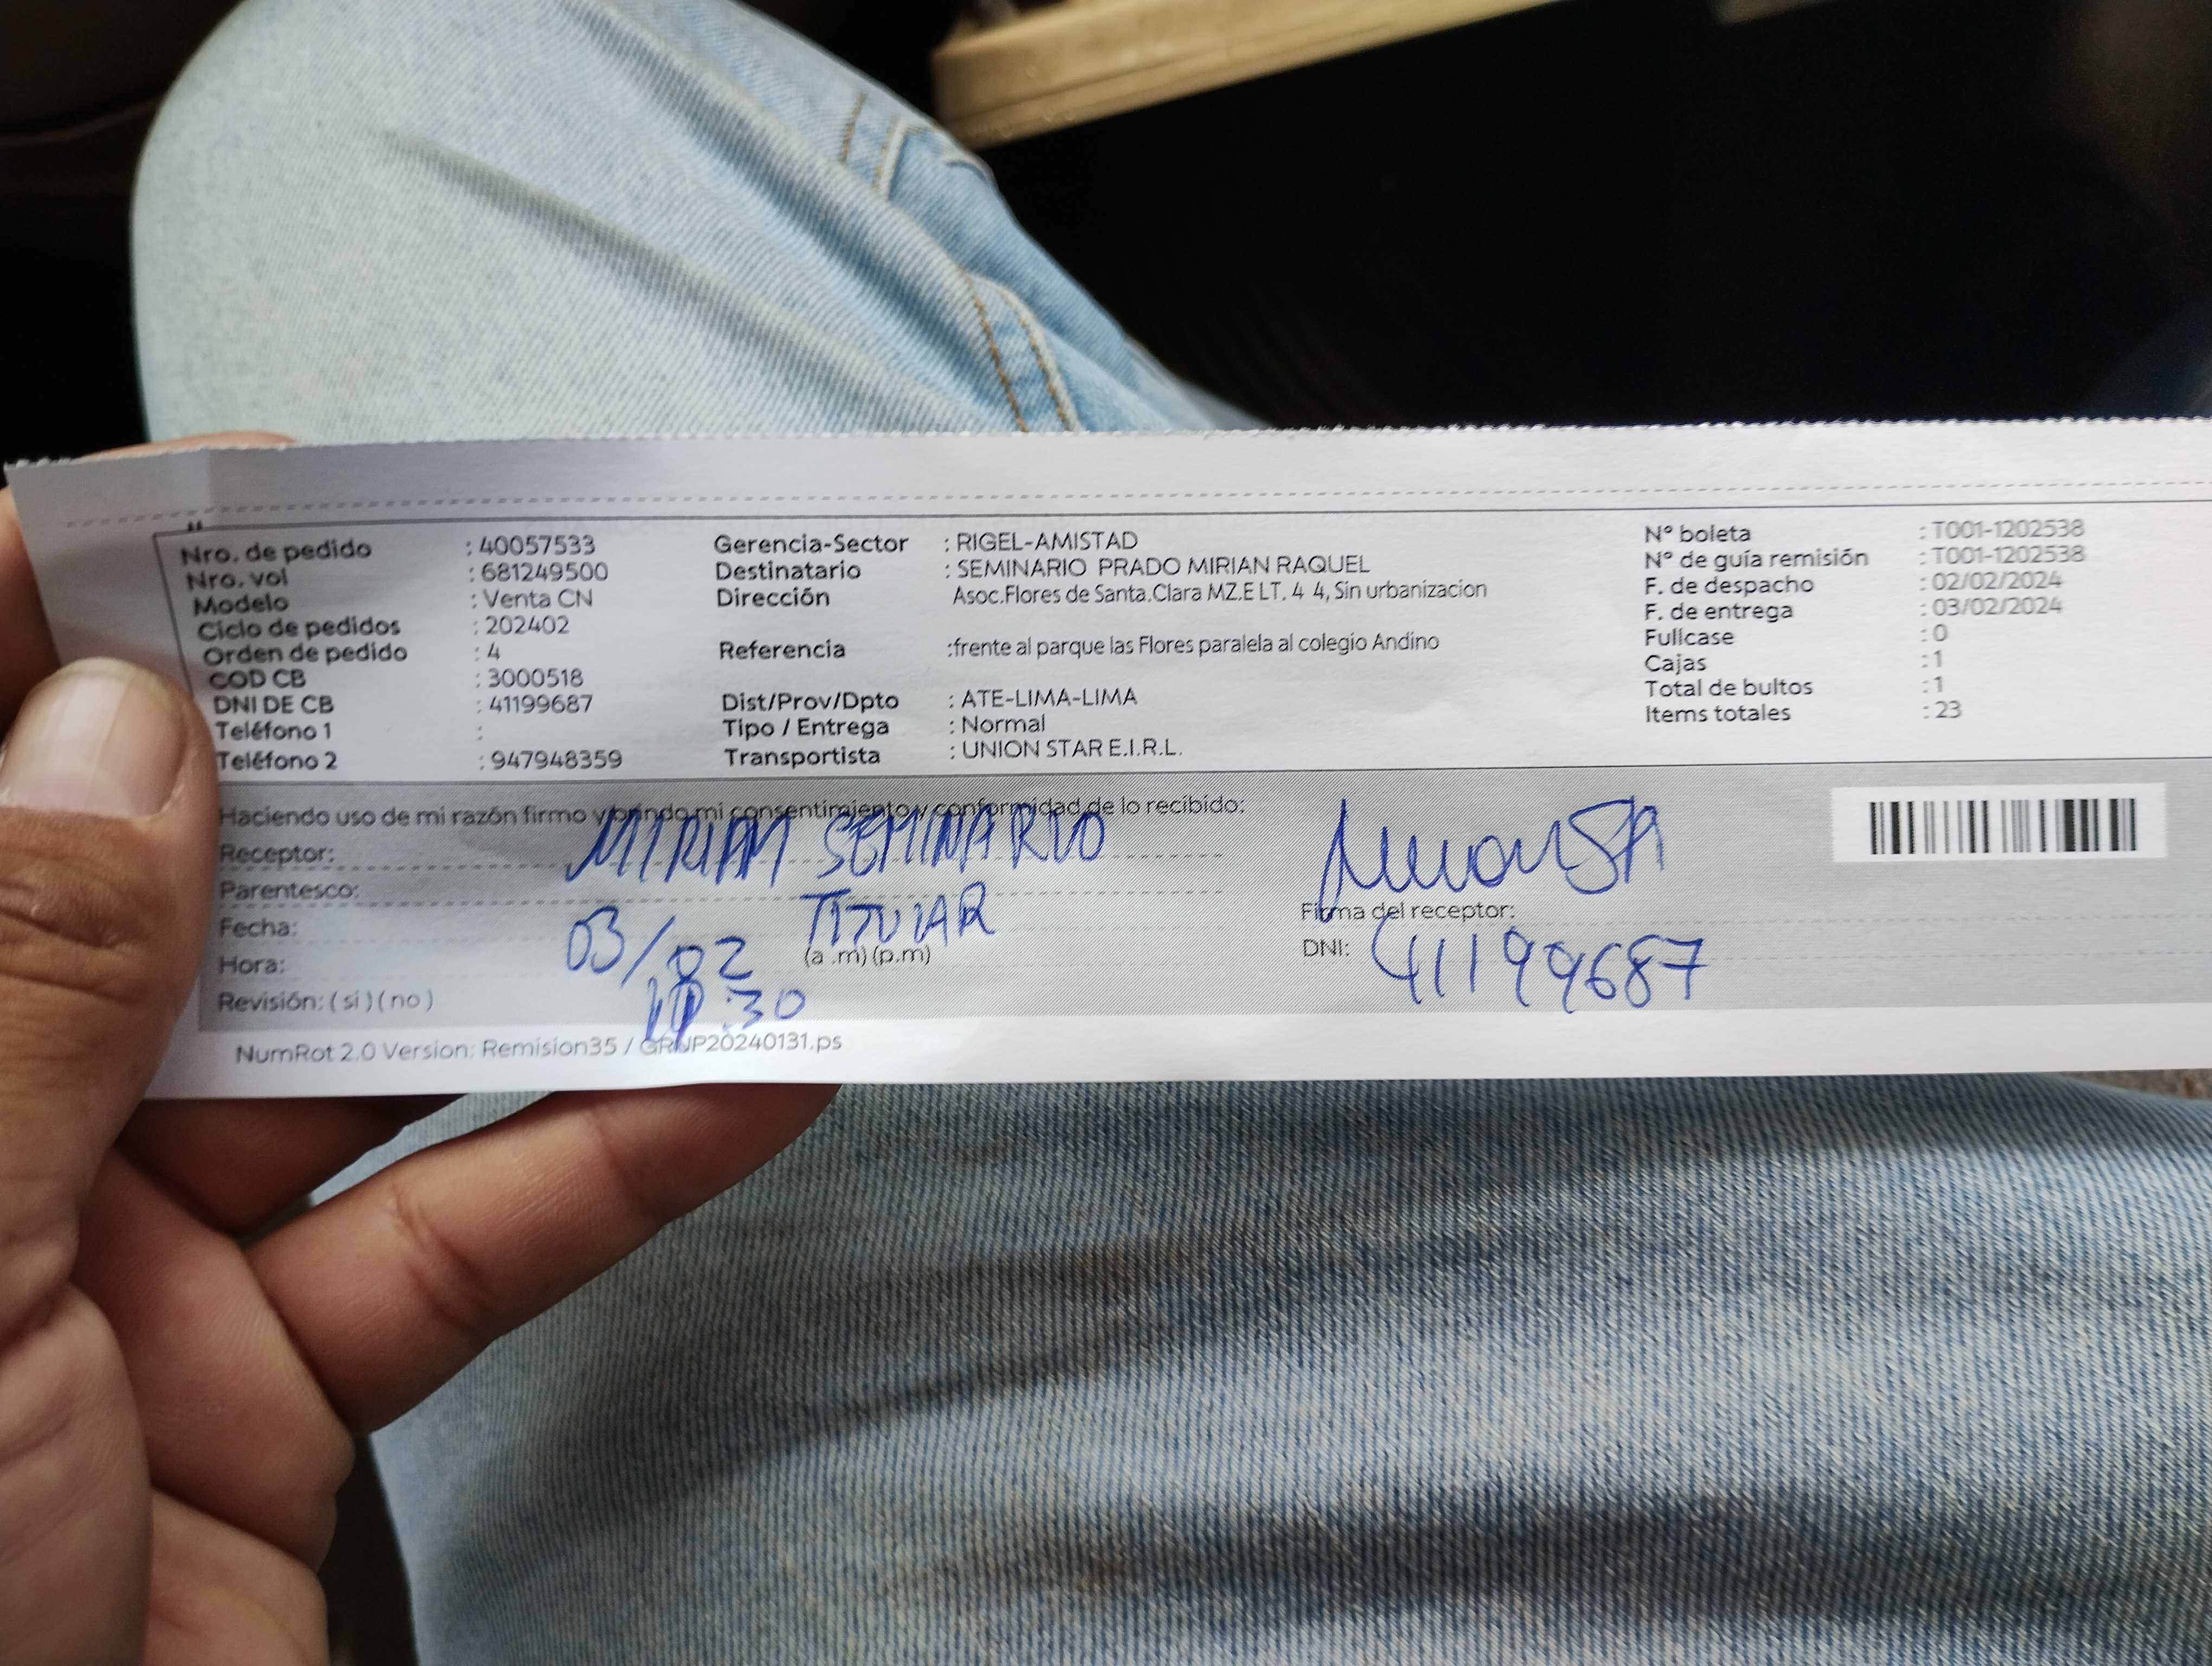 Nro. de pedido : 40057533
Nro. vol : 681249500
Modelo : Venta CN
Ciclo de pedidos : 202402
Orden de pedido : 4
COD CB : 3000518
DNI DE CB : 41199687
Teléfono 1 :
Teléfono 2 : 947948359
Gerencia-Sector : RIGEL-AMISTAD
Destinatario : SEMINARIO PRADO MIRIAN RAQUEL
Dirección Asoc.Flores de Santa.Clara MZ.E LT. 4 4, Sin urbanizacion
Referencia :frente al parque las Flores paralela al colegio Andino
Dist/Prov/Dpto : ATE-LIMA-LIMA
Tipo / Entrega : Normal
Transportista : UNION STAR E.I.R.L.
N° boleta : T001-1202538
N° de guía remisión : T001-1202538
F. de despacho : 02/02/2024
F. de entrega : 03/02/2024
Fullcase : 0
Cajas : 1
Total de bultos : 1
Items totales : 23
Haciendo uso de mi razón firmo y brindo mi consentimiento y conformidad de lo recibido:
Receptor: MIRIAM SEMINARIO
Parentesco: TITULAR
Fecha: 03/02
Hora: :30 (a .m) (p.m)
Revisión: ( si ) ( no )
Firma del receptor:
DNI: 41199687
NumRot 2.0 Version: Remision35 / GRUP20240131.ps